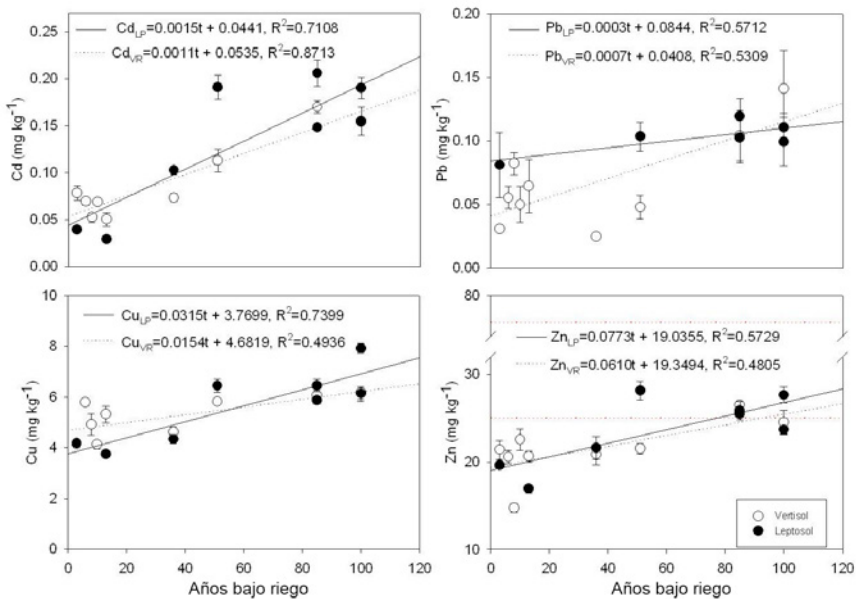 Cd_LP=0.0015t + 0.0441, R²=0.7108
Cd_VR=0.0011t + 0.0535, R²=0.8713
0.25
0.20
0.15
0.10
0.05
0.00
Cd (mg kg⁻¹)
Pb_LP=0.0003t + 0.0844, R²=0.5712
Pb_VR=0.0007t + 0.0408, R²=0.5309
0.20
0.15
0.10
0.05
0.00
Pb (mg kg⁻¹)
Cu_LP=0.0315t + 3.7699, R²=0.7399
Cu_VR=0.0154t + 4.6819, R²=0.4936
10
8
6
4
2
0
Cu (mg kg⁻¹)
0 20 40 60 80 100 120
Años bajo riego
Zn_LP=0.0773t + 19.0355, R²=0.5729
Zn_VR=0.0610t + 19.3494, R²=0.4805
80
30
20
10
Zn (mg kg⁻¹)
Vertisol
Leptosol
0 20 40 60 80 100 120
Años bajo riego